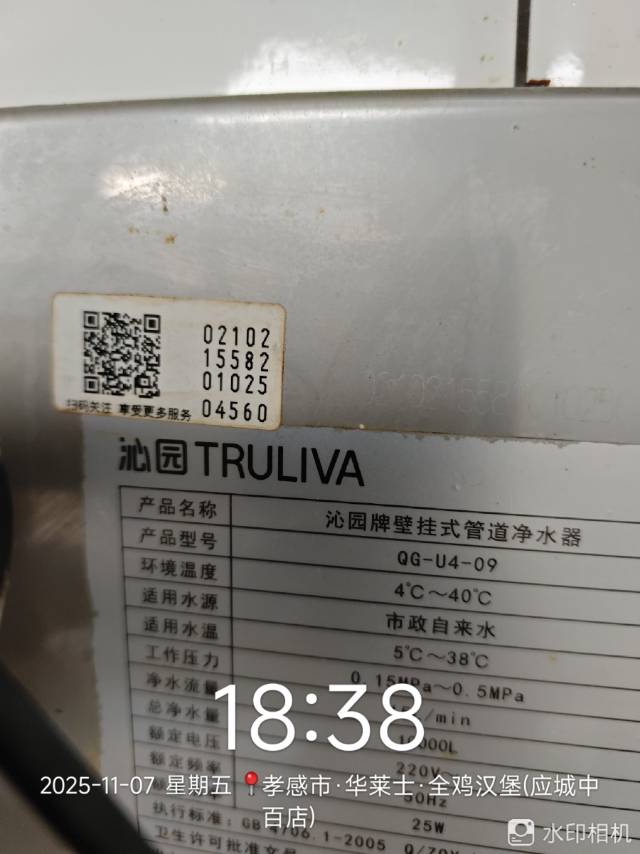 02102
15582
01025
扫码关注 享受更多服务 04560
沁园TRULIVA
产品名称 沁园牌壁挂式管道净水器
产品型号 QG-U4-09
环境温度 4℃～40℃
适用水源 市政自来水
适用水温 5℃～38℃
工作压力 0.15MPa～0.5MPa
净水流量 /min
总净水量 10000L
额定电压 220V
额定频率 50Hz
25W
执行标准: GB 4706.1-2005
卫生许可批准文号
18:38
2025-11-07 星期五 孝感市·华莱士·全鸡汉堡(应城中
百店)
水印相机